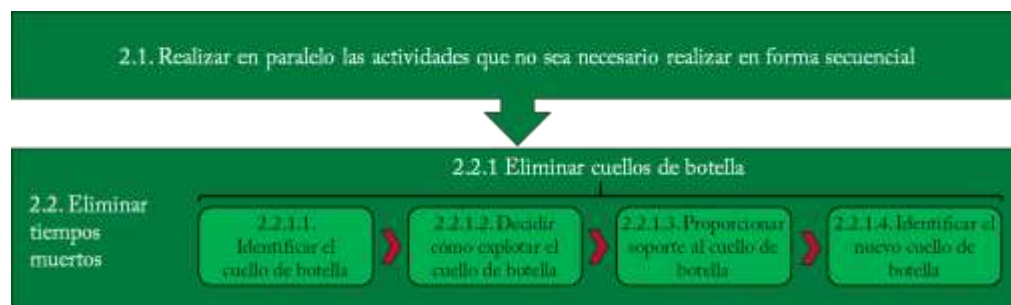 2.1. Realizar en paralelo las actividades que no sea necesario realizar en forma secuencial
2.2.1 Eliminar cuellos de botella
2.2. Eliminar
tiempos
muertos
2.2.1.1.
Identificar el
cuello de botella
2.2.1.2. Decidir
cómo explotar el
cuello de botella
2.2.1.3. Proporcionar
soporte al cuello de
botella
2.2.1.4. Identificar el
nuevo cuello de
botella